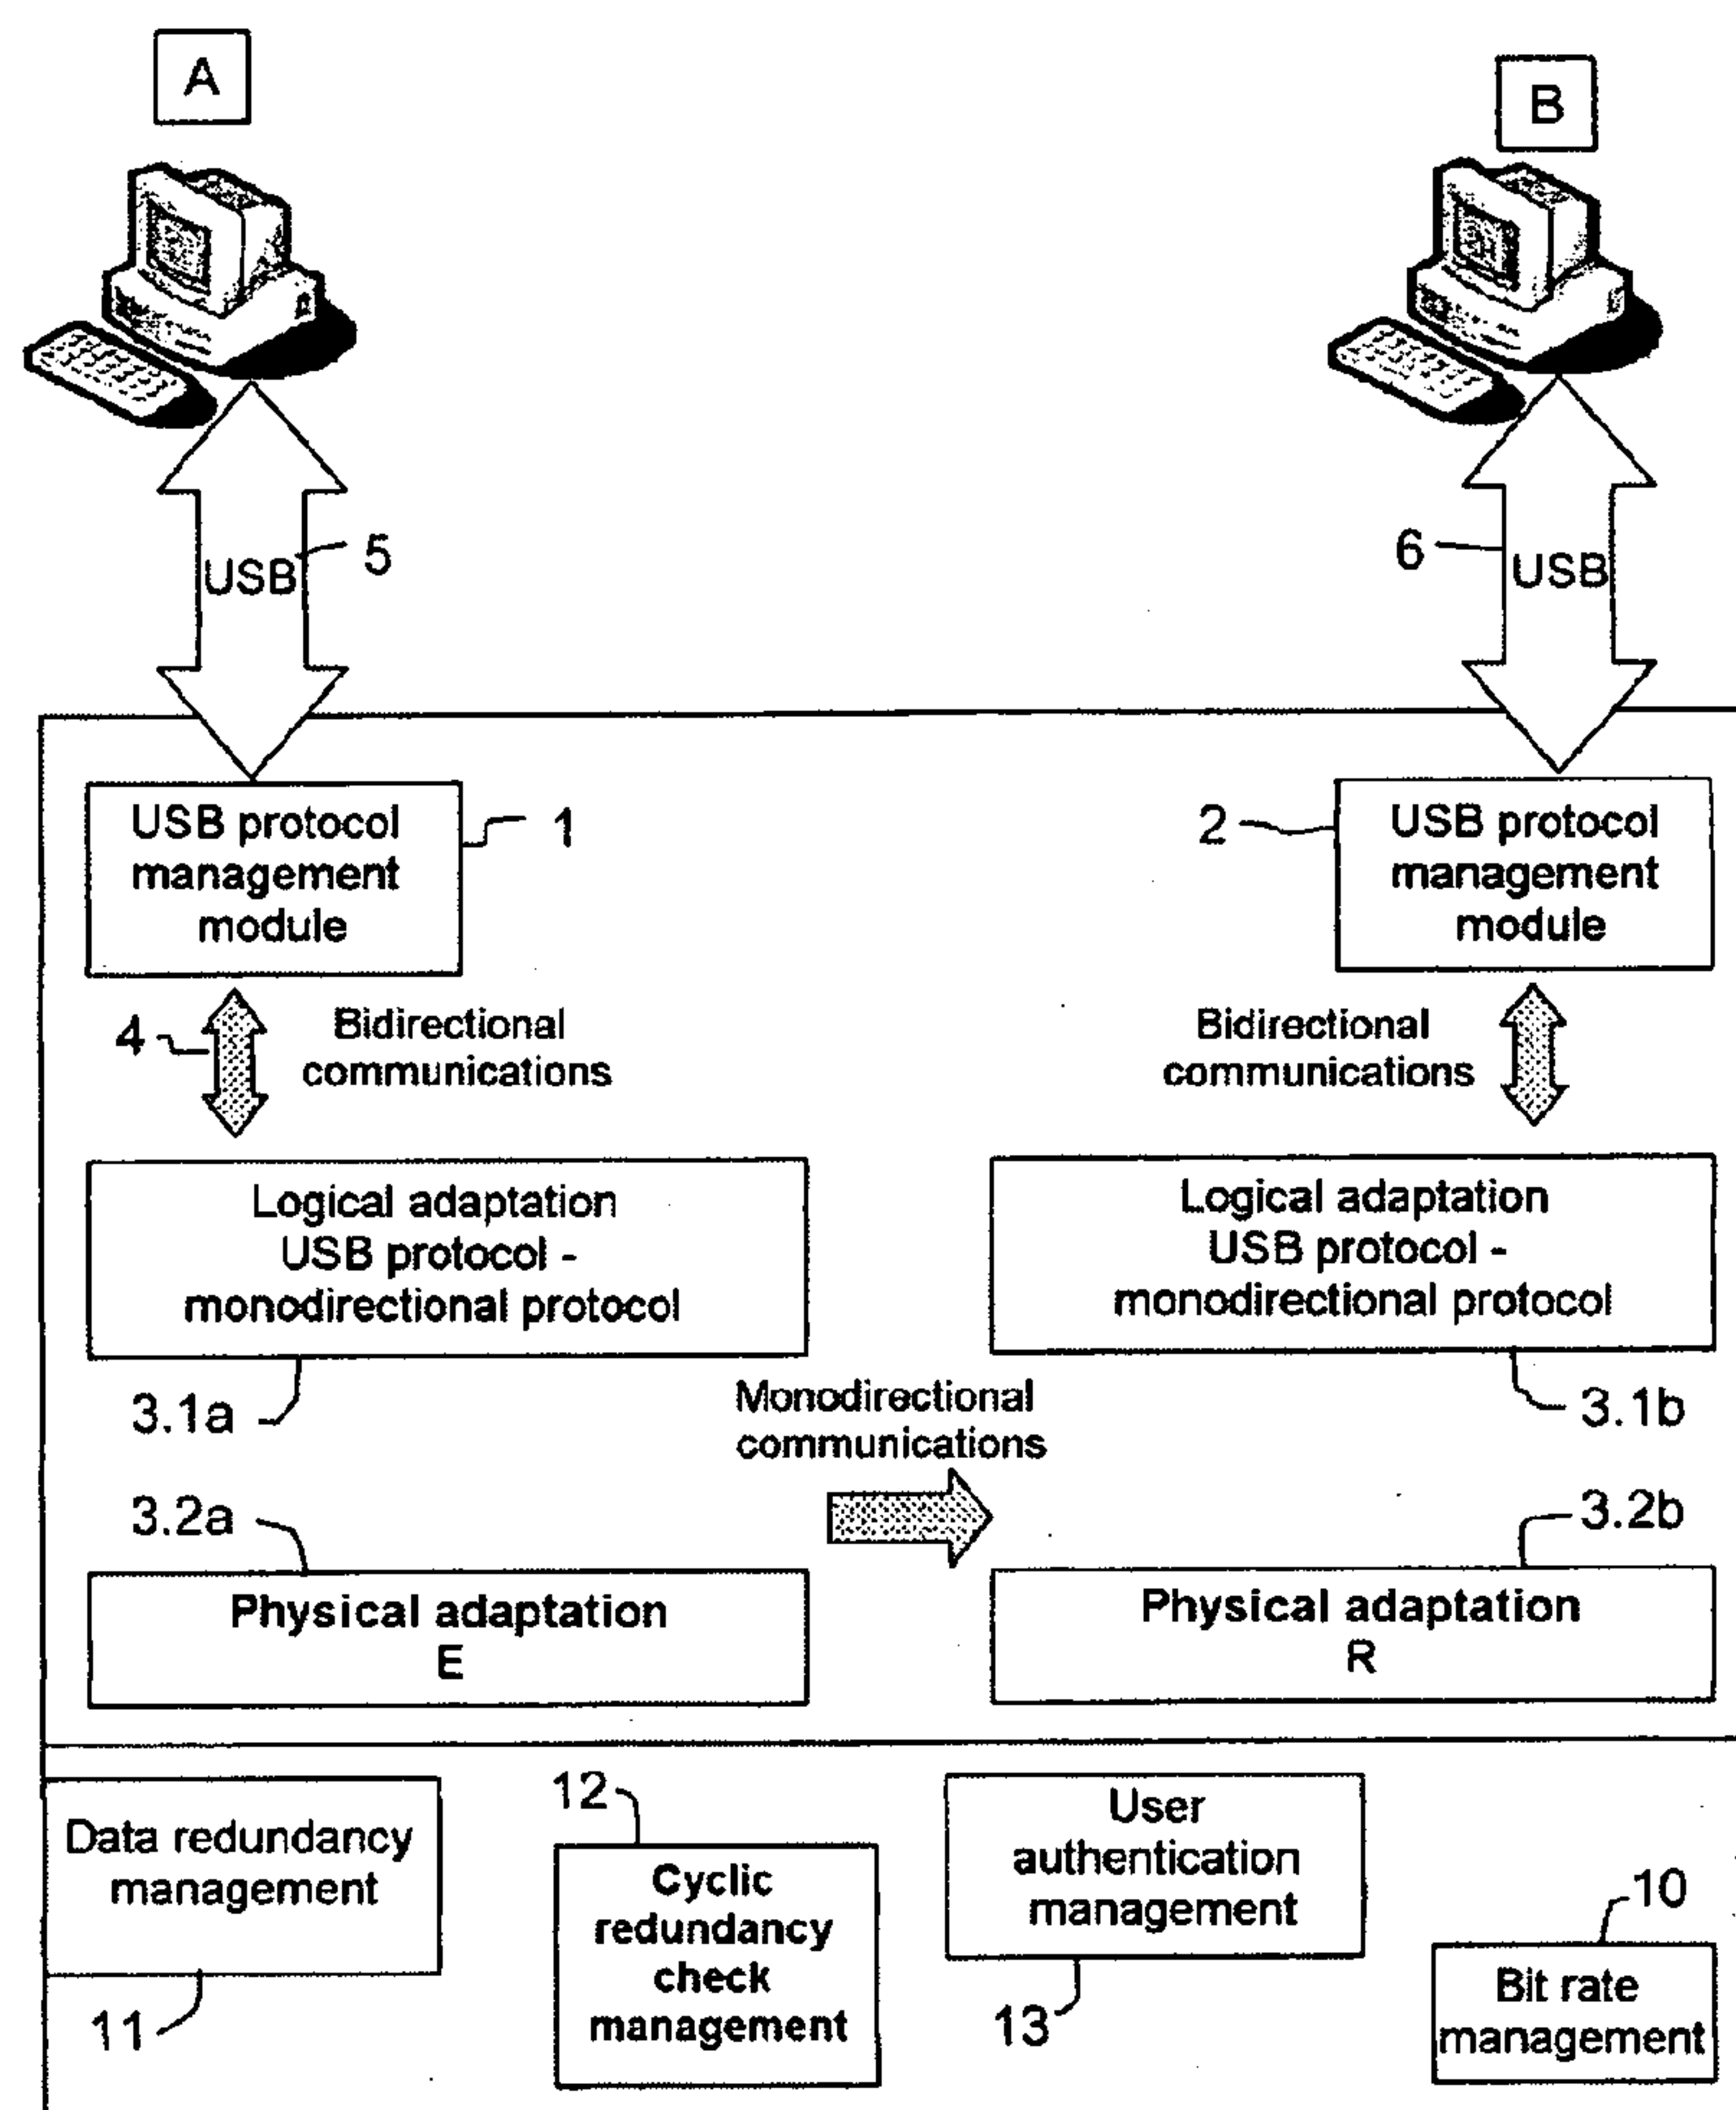 A
B
USB
5
6
USB
USB protocol
management
module
1
2
USB protocol
management
module
4
Bidirectional
communications
Bidirectional
communications
Logical adaptation
USB protocol -
monodirectional protocol
Logical adaptation
USB protocol -
monodirectional protocol
3.1a
Monodirectional
communications
3.1b
3.2a
3.2b
Physical adaptation
E
Physical adaptation
R
Data redundancy
management
11
12
Cyclic
redundancy
check
management
User
authentication
management
13
10
Bit rate
management